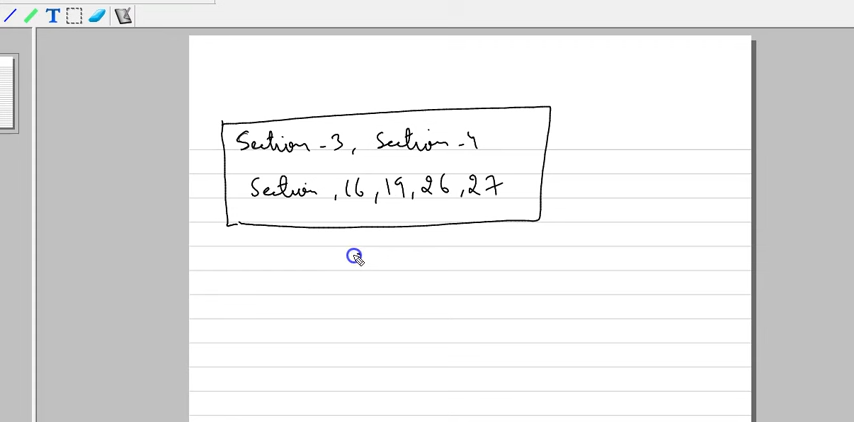 T
Section - 3, Section - 4
Section, 16, 19, 26, 27